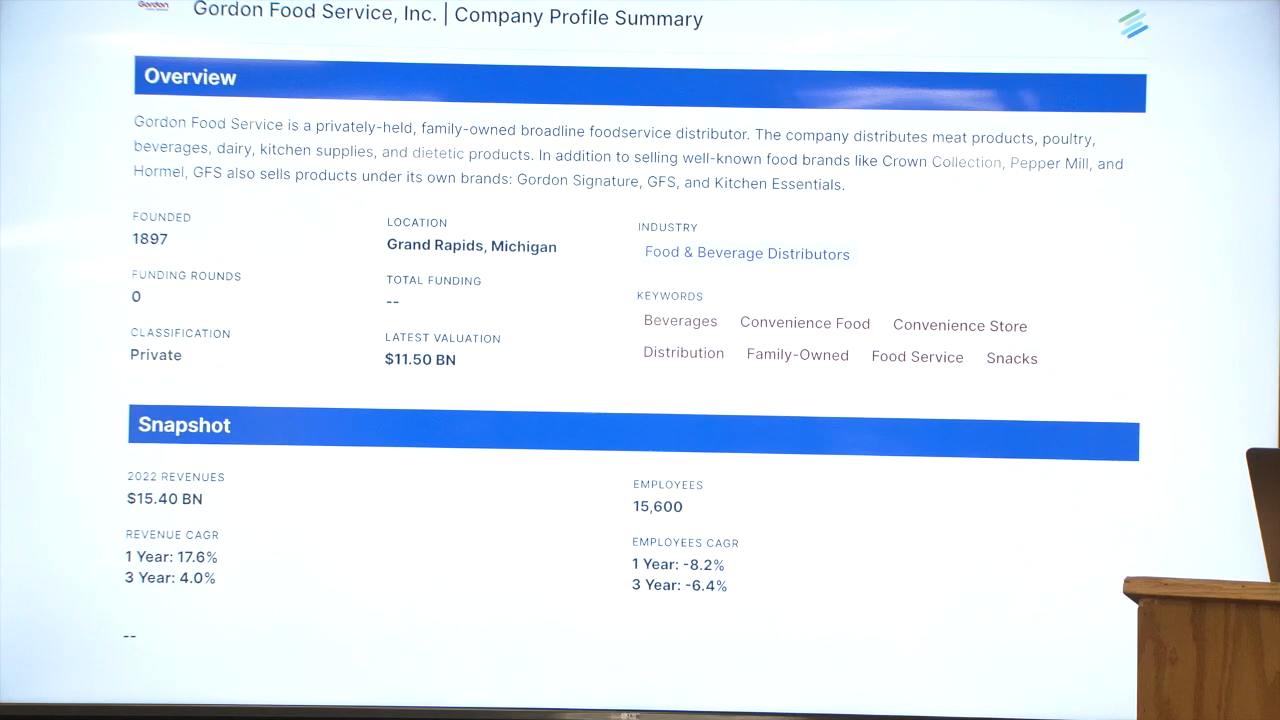 Gordon
Gordon Food Service, Inc. | Company Profile Summary
Overview
Gordon Food Service is a privately-held, family-owned broadline foodservice distributor. The company distributes meat products, poultry,
beverages, dairy, kitchen supplies, and dietetic products. In addition to selling well-known food brands like Crown Collection, Pepper Mill, and
Hormel, GFS also sells products under its own brands: Gordon Signature, GFS, and Kitchen Essentials.
FOUNDED
1897
LOCATION
Grand Rapids, Michigan
INDUSTRY
Food & Beverage Distributors
FUNDING ROUNDS
0
TOTAL FUNDING
--
KEYWORDS
Beverages Convenience Food Convenience Store
Distribution Family-Owned Food Service Snacks
CLASSIFICATION
Private
LATEST VALUATION
$11.50 BN
Snapshot
2022 REVENUES
$15.40 BN
EMPLOYEES
15,600
REVENUE CAGR
1 Year: 17.6%
3 Year: 4.0%
EMPLOYEES CAGR
1 Year: -8.2%
3 Year: -6.4%
--